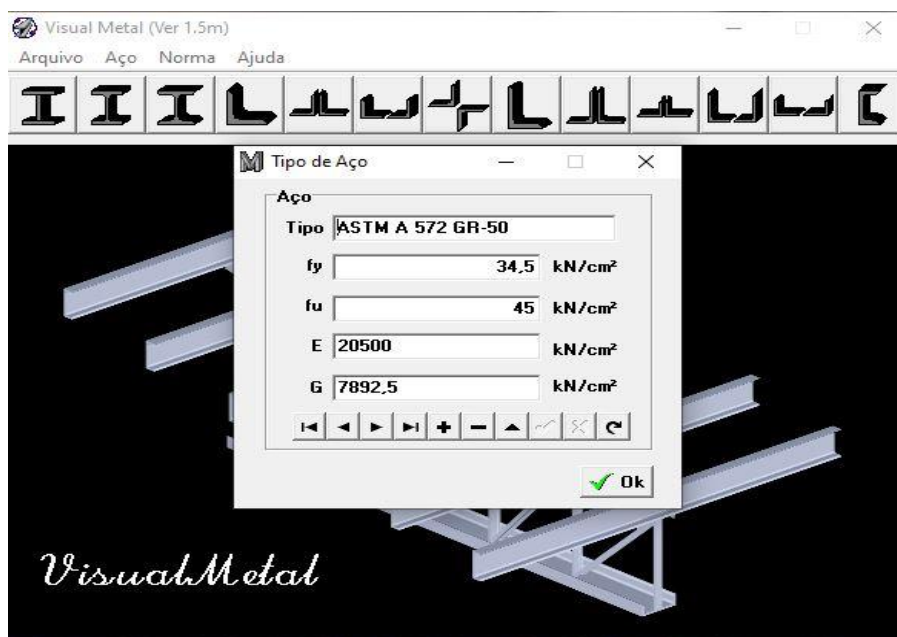 Visual Metal (Ver 1.5m)
Arquivo Aço Norma Ajuda
Tipo de Aço
Aço
Tipo ASTM A 572 GR-50
fy 34,5 kN/cm²
fu 45 kN/cm²
E 20500 kN/cm²
G 7892,5 kN/cm²
Ok
VisualMetal